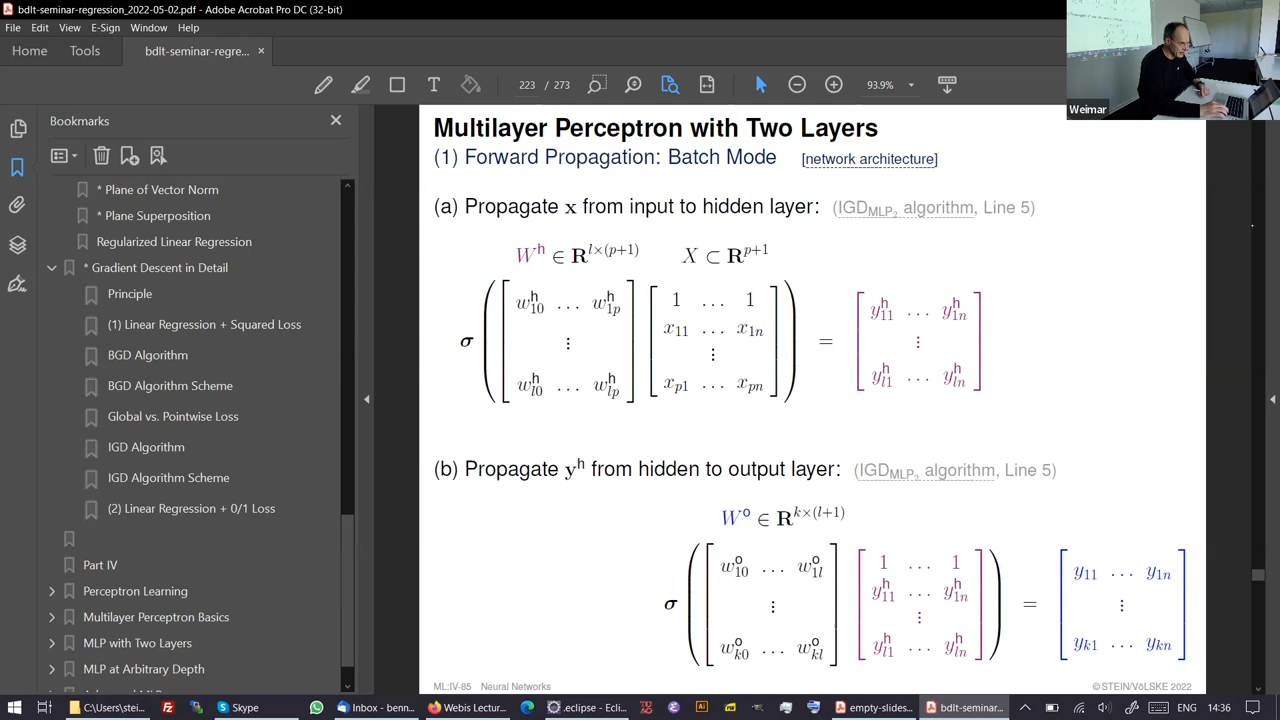 bdlt-seminar-regression_2022-05-02.pdf - Adobe Acrobat Pro DC (32-bit)
File Edit View E-Sign Window Help
Home Tools bdlt-seminar-regre... ×
223 / 273 93.9%
Weimar
Bookmarks
* Plane of Vector Norm
* Plane Superposition
Regularized Linear Regression
* Gradient Descent in Detail
Principle
(1) Linear Regression + Squared Loss
BGD Algorithm
BGD Algorithm Scheme
Global vs. Pointwise Loss
IGD Algorithm
IGD Algorithm Scheme
(2) Linear Regression + 0/1 Loss
Part IV
Perceptron Learning
Multilayer Perceptron Basics
MLP with Two Layers
MLP at Arbitrary Depth
Multilayer Perceptron with Two Layers
(1) Forward Propagation: Batch Mode [network architecture]
(a) Propagate x from input to hidden layer: (IGD_MLP₂ algorithm, Line 5)
W^h ∈ R^{l×(p+1)} X ⊂ R^{p+1}
σ ( [ w^h_10 … w^h_1p ⋮ w^h_l0 … w^h_lp ] [ 1 … 1 x_11 … x_1n ⋮ x_p1 … x_pn ] ) = [ y^h_11 … y^h_1n ⋮ y^h_l1 … y^h_ln ]
(b) Propagate y^h from hidden to output layer: (IGD_MLP₂ algorithm, Line 5)
W^o ∈ R^{k×(l+1)}
σ ( [ w^o_10 … w^o_1l ⋮ w^o_k0 … w^o_kl ] [ 1 … 1 y^h_11 … y^h_1n ⋮ y^h_l1 … y^h_ln ] ) = [ y_11 … y_1n ⋮ y_k1 … y_kn ]
ML:IV-85 Neural Networks ©STEIN/VÖLSKE 2022
C:\Users\stei... Skype Inbox - benn... Webis Lectur... .eclipse - Ecli... empty-slides... bdlt-seminar-... ENG 14:36